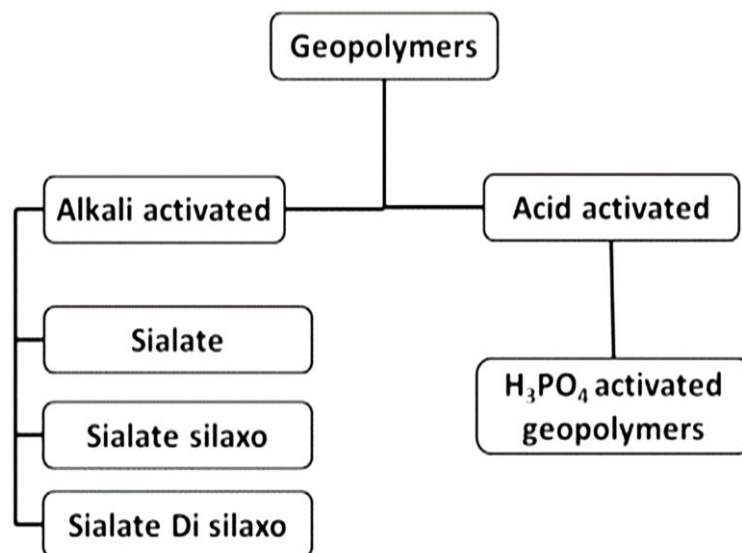 Geopolymers
Alkali activated
Acid activated
Sialate
H₃PO₄ activated
geopolymers
Sialate silaxo
Sialate Di silaxo